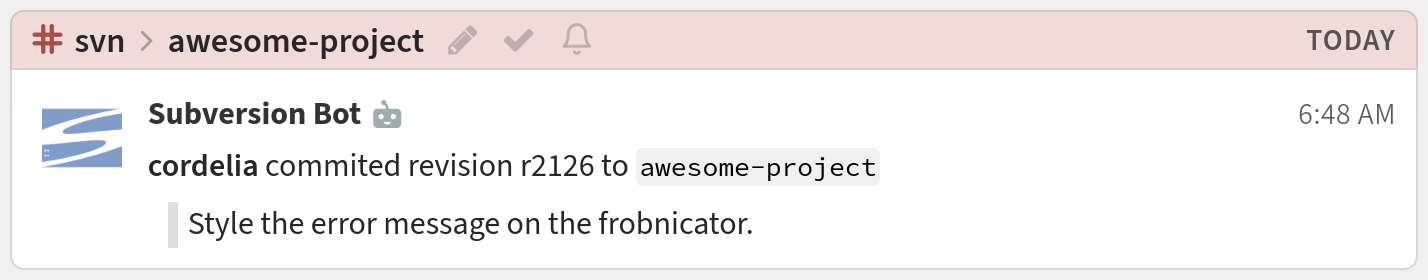 # svn > awesome-project TODAY
Subversion Bot 6:48 AM
cordelia commited revision r2126 to awesome-project
Style the error message on the frobnicator.